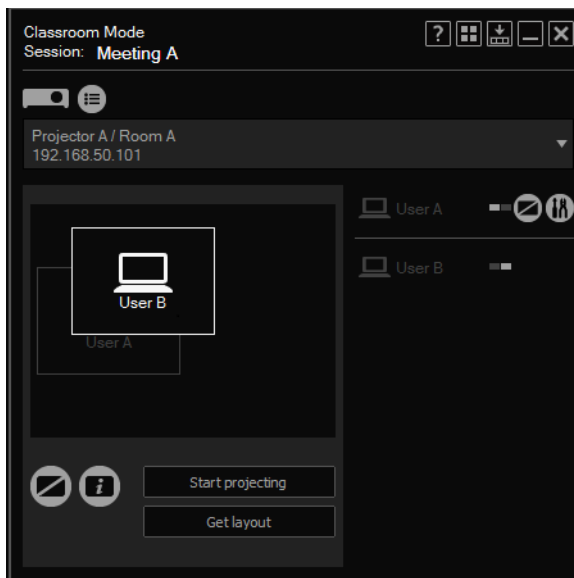 Classroom Mode
Session: Meeting A
Projector A / Room A
192.168.50.101
User A
User B
User B
User A
Start projecting
Get layout